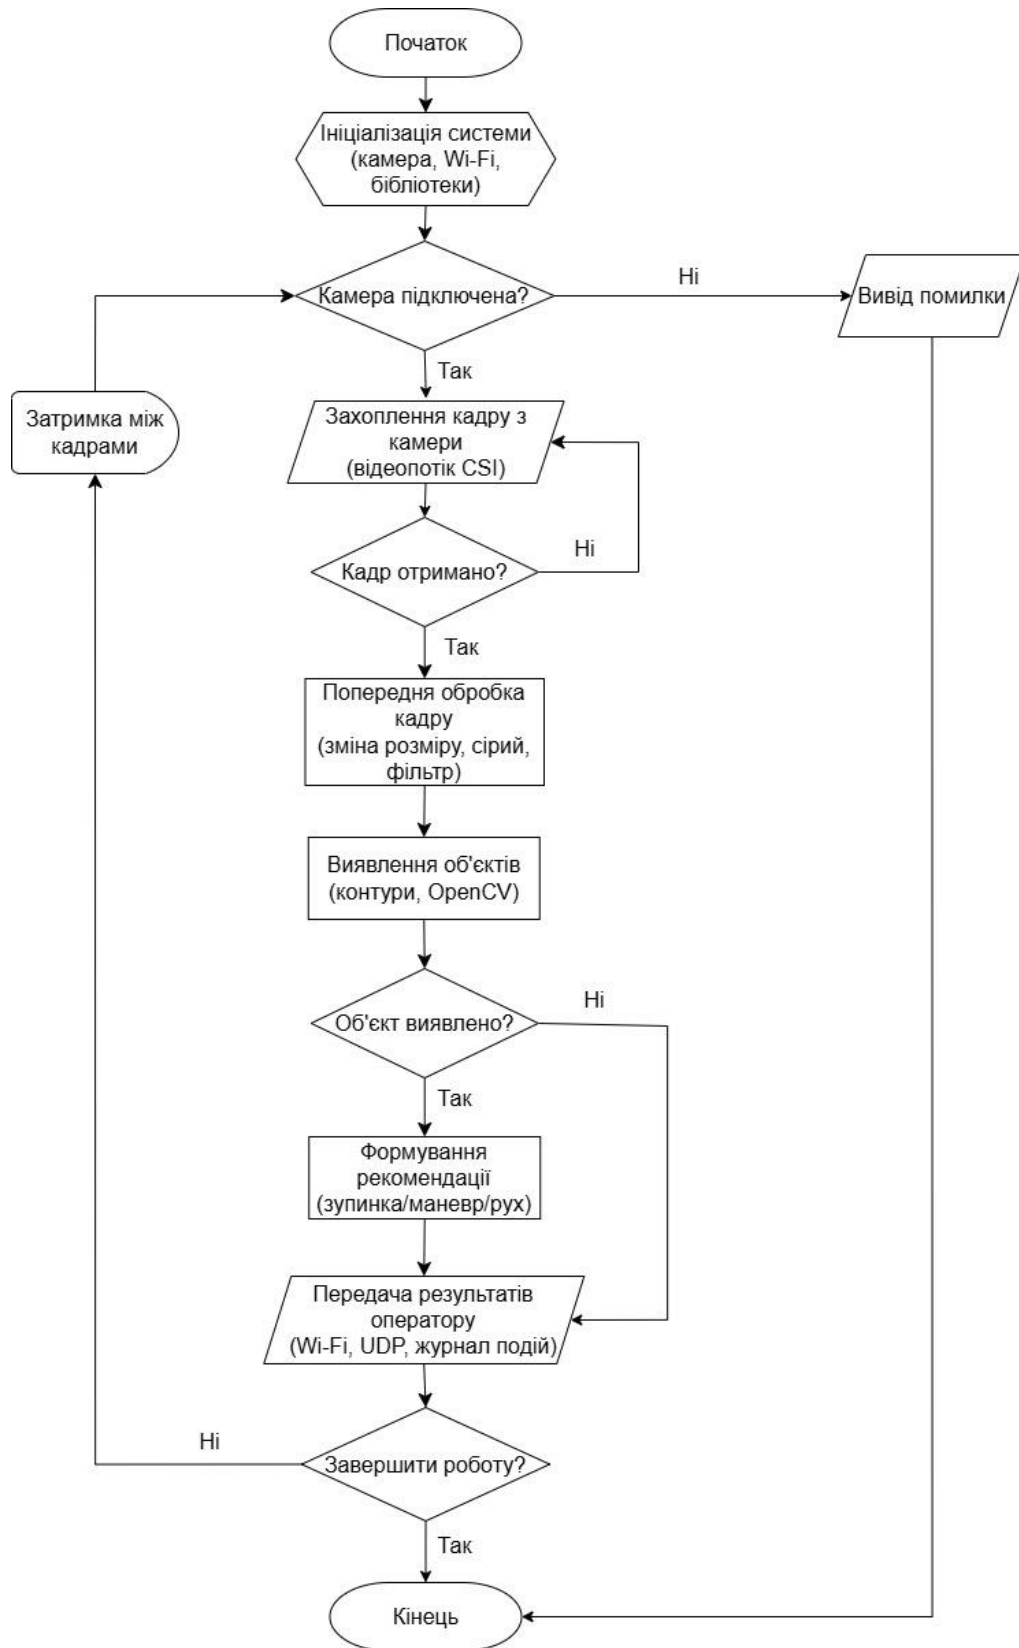 Початок
Ініціалізація системи
(камера, Wi-Fi,
бібліотеки)
Камера підключена?
Ні
Вивід помилки
Так
Затримка між
кадрами
Захоплення кадру з
камери
(відеопотік CSI)
Кадр отримано?
Ні
Так
Попередня обробка
кадру
(зміна розміру, сірий,
фільтр)
Виявлення об'єктів
(контури, OpenCV)
Об'єкт виявлено?
Ні
Так
Формування
рекомендації
(зупинка/маневр/рух)
Передача результатів
оператору
(Wi-Fi, UDP, журнал подій)
Завершити роботу?
Ні
Так
Кінець